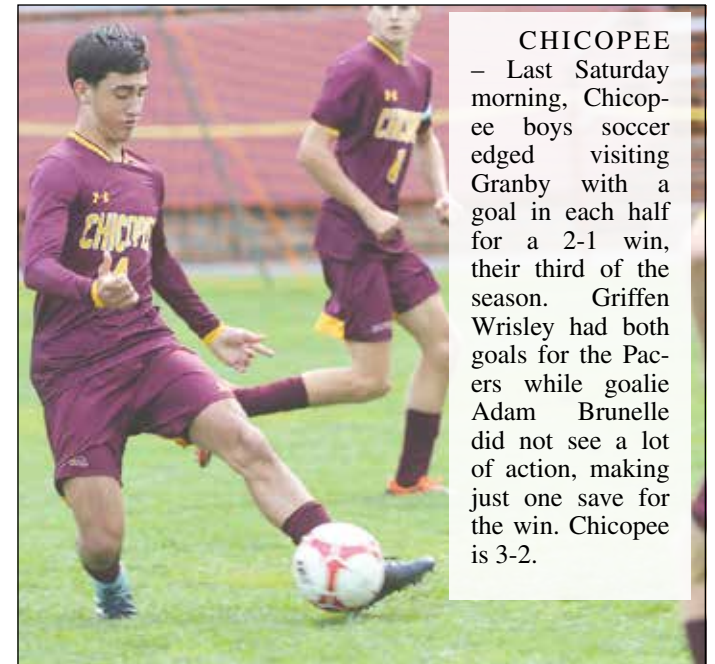 CHICOPEE
– Last Saturday
morning, Chicop-
ee boys soccer
edged visiting
Granby with a
goal in each half
for a 2-1 win,
their third of the
season. Griffen
Wrisley had both
goals for the Pac-
ers while goalie
Adam Brunelle
did not see a lot
of action, making
just one save for
the win. Chicopee
is 3-2.
CHICOPEE